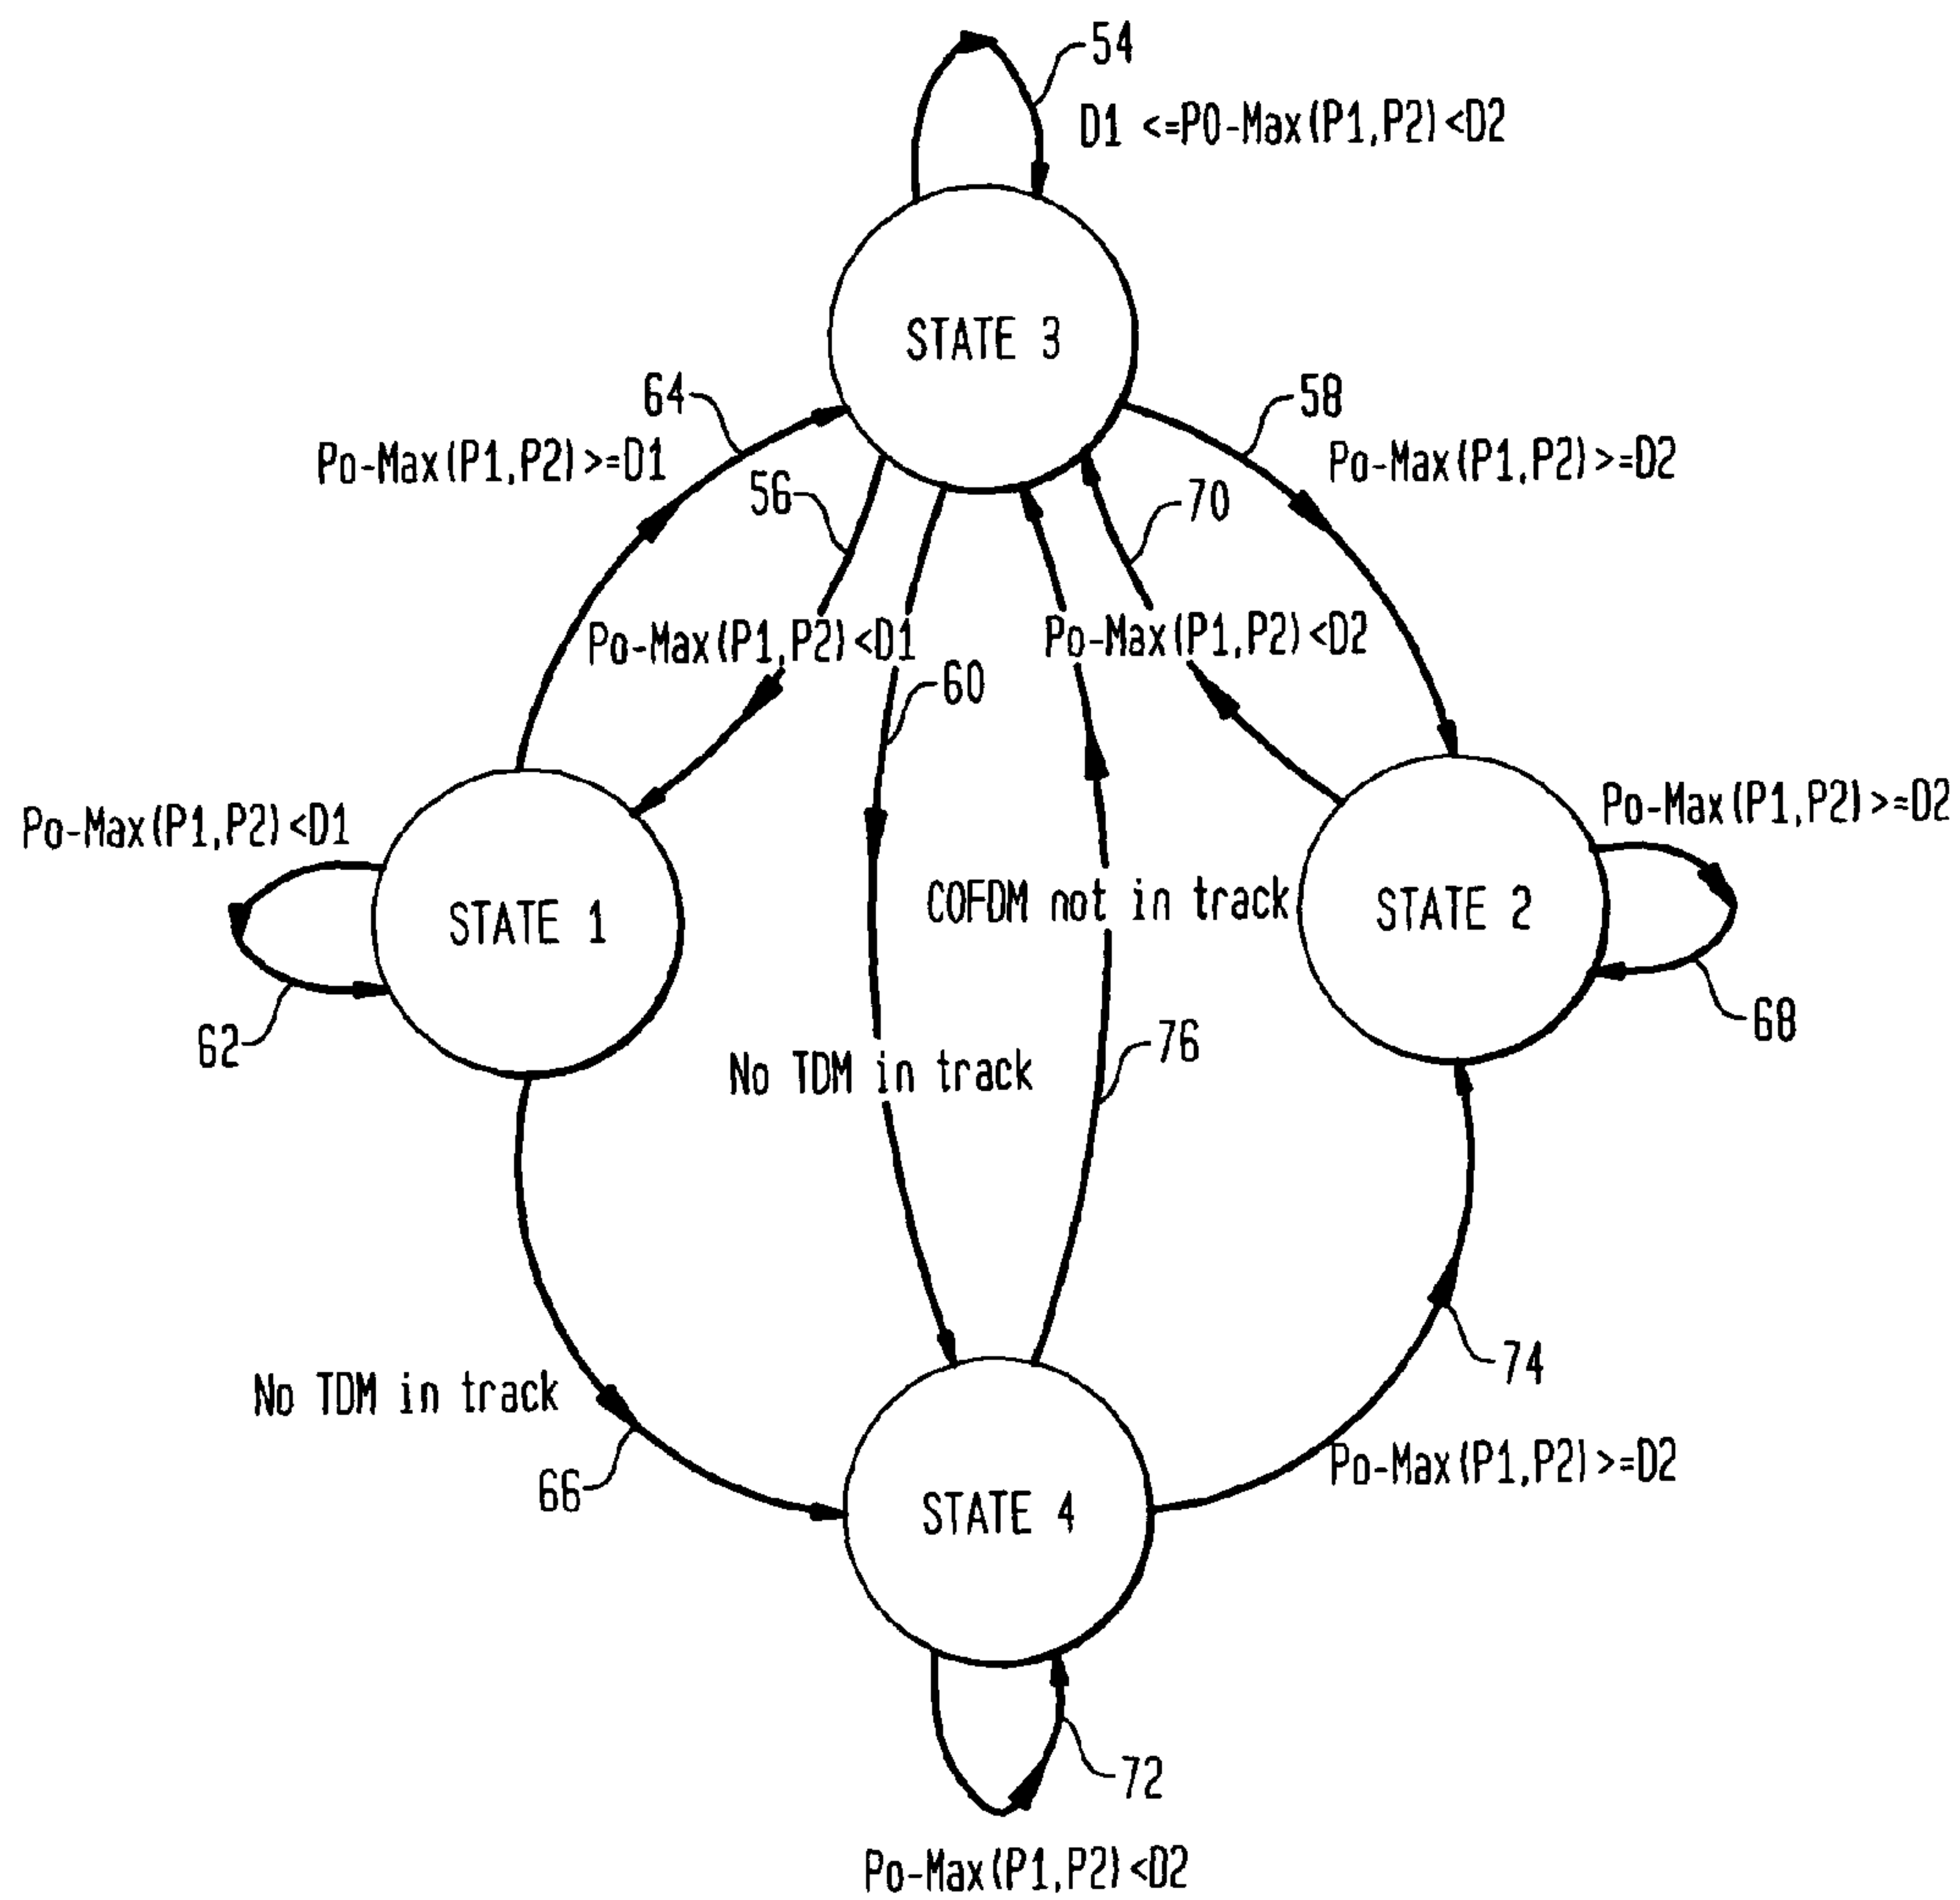 54
D1 <=P0-Max(P1,P2)<D2
STATE 3
64
58
Po-Max(P1,P2)>=D1
Po-Max(P1,P2)>=D2
56
70
Po-Max(P1,P2)<D1
Po-Max(P1,P2)<D2
60
Po-Max(P1,P2)<D1
Po-Max(P1,P2)>=D2
STATE 1
COFDM not in track
STATE 2
62
68
No TDM in track
76
74
No TDM in track
66
Po-Max(P1,P2)>=D2
STATE 4
72
Po-Max(P1,P2)<D2